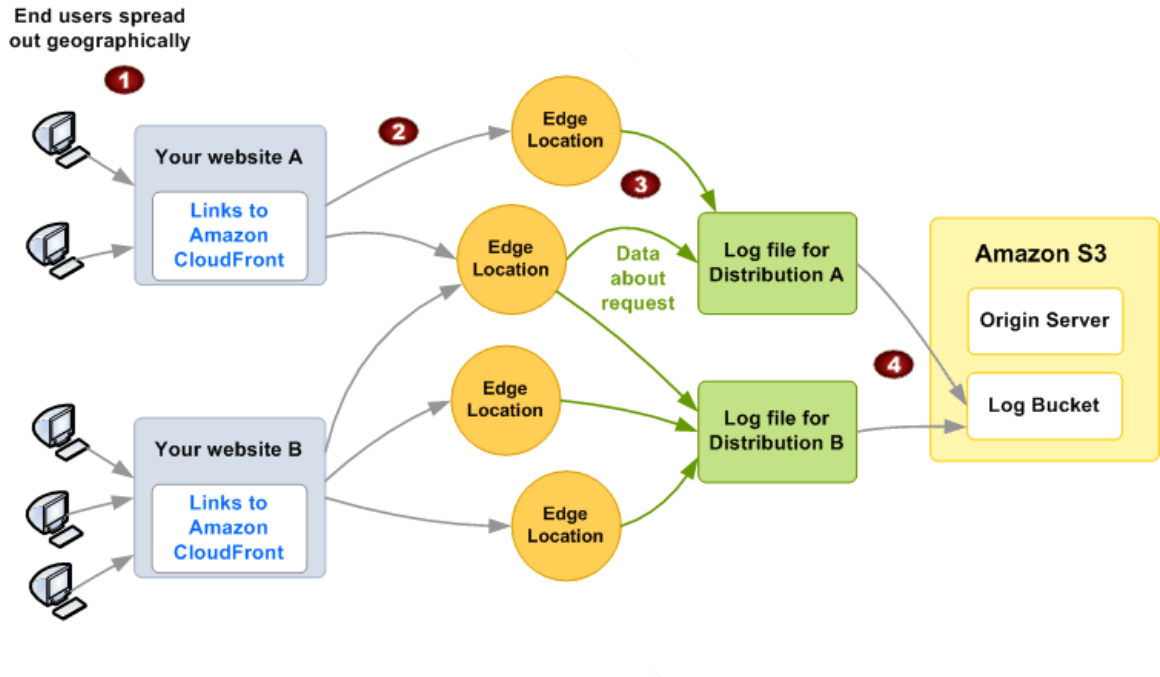 End users spread
out geographically
1
2
Edge
Location
Your website A
Links to
Amazon
CloudFront
3
Edge
Location
Data
about
request
Log file for
Distribution A
Amazon S3
Origin Server
Log Bucket
4
Edge
Location
Log file for
Distribution B
Your website B
Links to
Amazon
CloudFront
Edge
Location